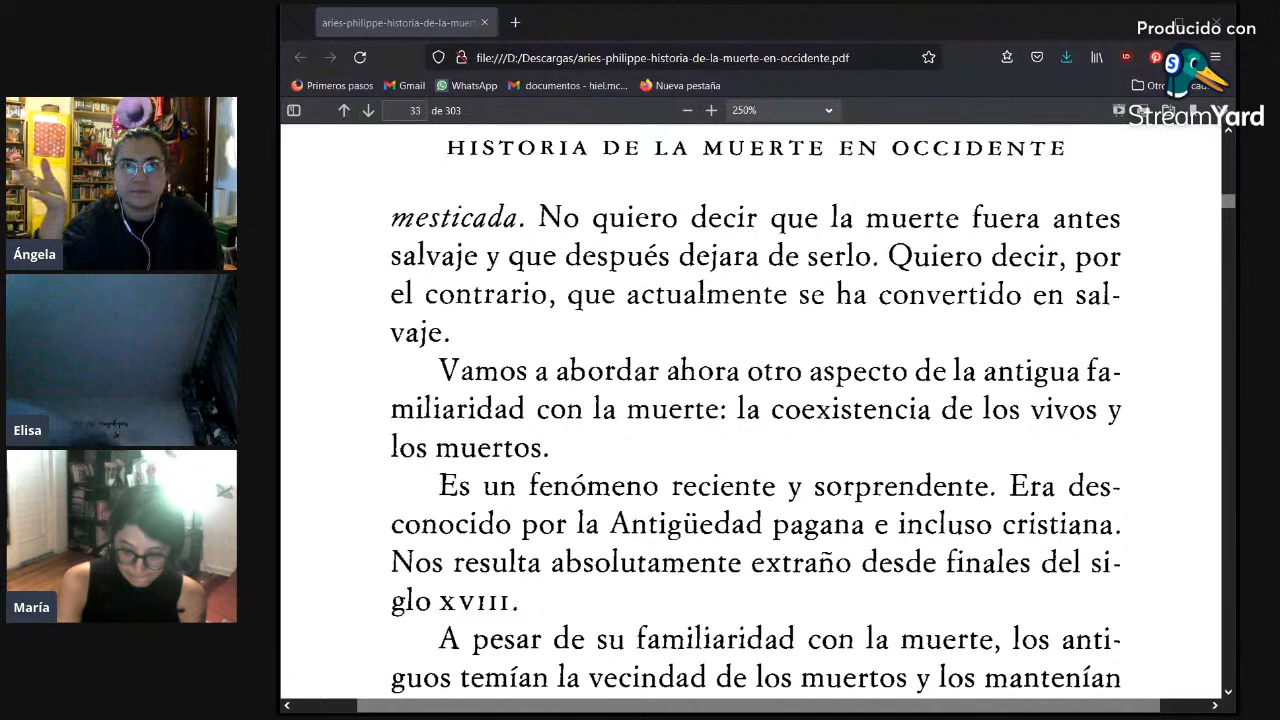 aries-philippe-historia-de-la-muert
Producido con
file:///D:/Descargas/aries-philippe-historia-de-la-muerte-en-occidente.pdf
Primeros pasos
Gmail
WhatsApp
documentos - hiel.mc...
Nueva pestaña
StreamYard
33 de 303
250%
HISTORIA DE LA MUERTE EN OCCIDENTE
mesticada. No quiero decir que la muerte fuera antes
salvaje y que después dejara de serlo. Quiero decir, por
el contrario, que actualmente se ha convertido en sal-
vaje.
Vamos a abordar ahora otro aspecto de la antigua fa-
miliaridad con la muerte: la coexistencia de los vivos y
los muertos.
Es un fenómeno reciente y sorprendente. Era des-
conocido por la Antigüedad pagana e incluso cristiana.
Nos resulta absolutamente extraño desde finales del si-
glo XVIII.
A pesar de su familiaridad con la muerte, los anti-
guos temían la vecindad de los muertos y los mantenían
Ángela
Elisa
María